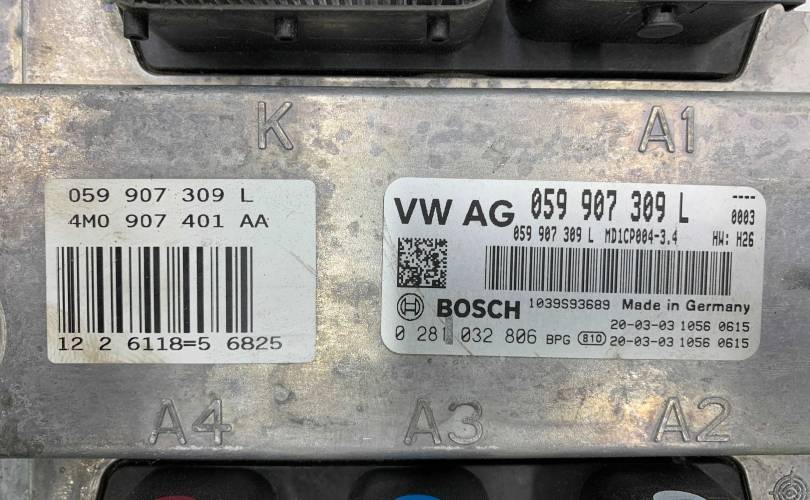 K
A1
059 907 309 L
4M0 907 401 AA
12 2 6118=5 6825
VW AG 059 907 309 L
----
0003
059 907 309 L MD1CP004-3.4 HW: H26
BOSCH 1039S93689 Made in Germany
0 281 032 806 BPG 810
20-03-03 1056 0615
20-03-03 1056 0615
A4
A3
A2